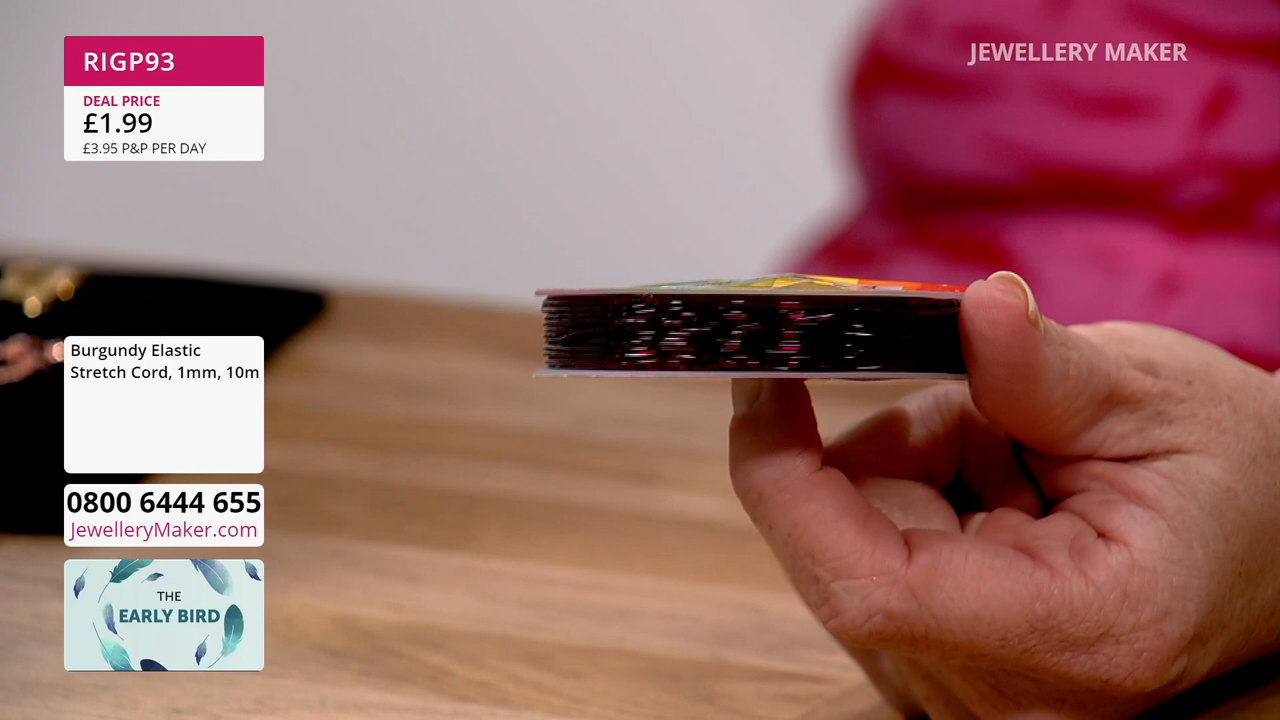 RIGP93
DEAL PRICE
£1.99
£3.95 P&P PER DAY
JEWELLERY MAKER
Burgundy Elastic
Stretch Cord, 1mm, 10m
0800 6444 655
JewelleryMaker.com
THE
EARLY BIRD